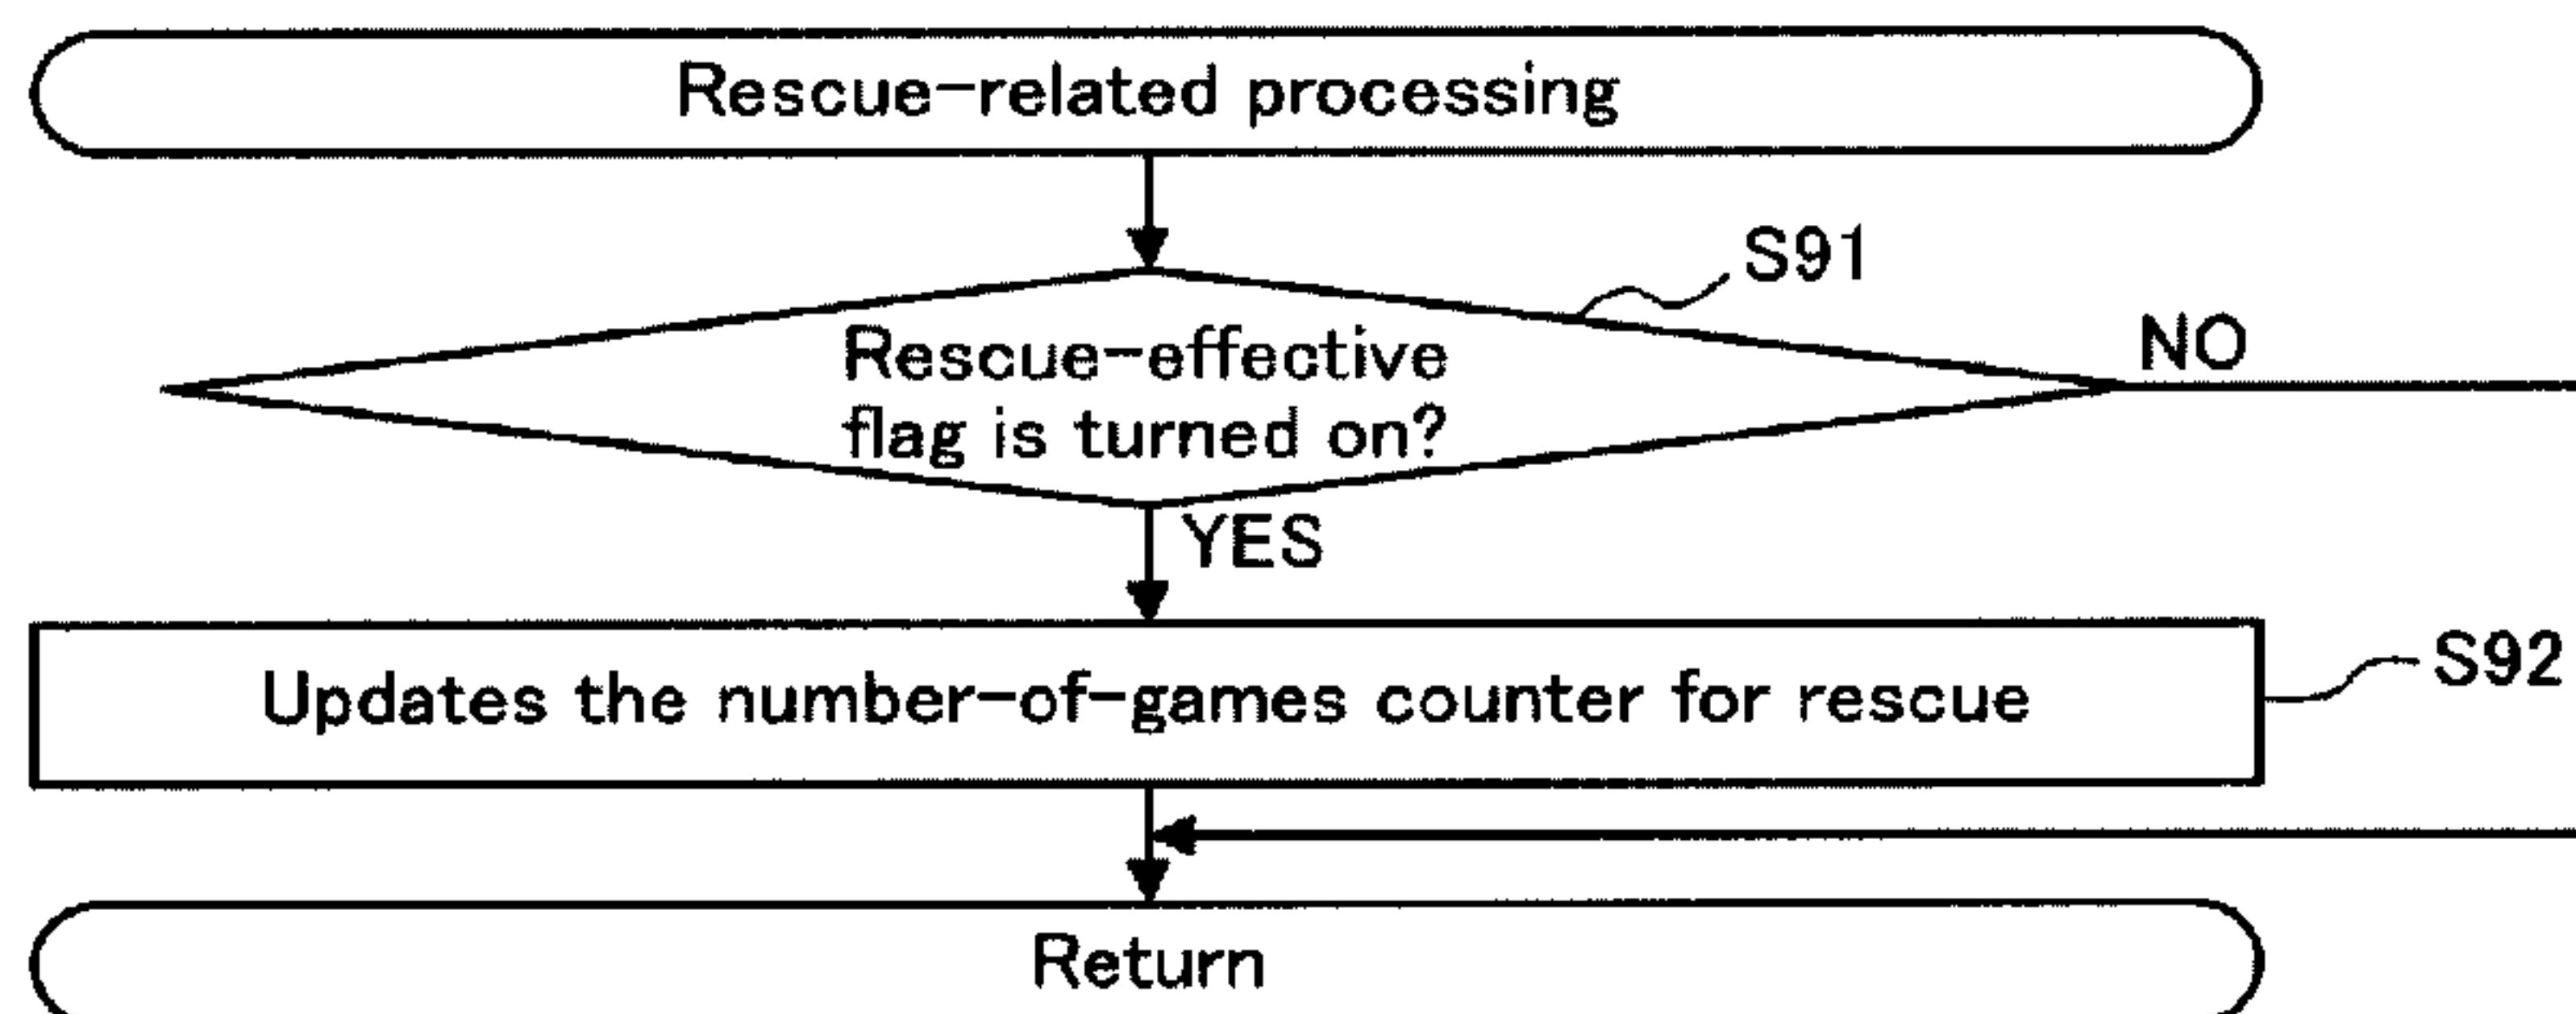 Rescue-related processing
S91
Rescue-effective
flag is turned on?
NO
YES
Updates the number-of-games counter for rescue
S92
Return